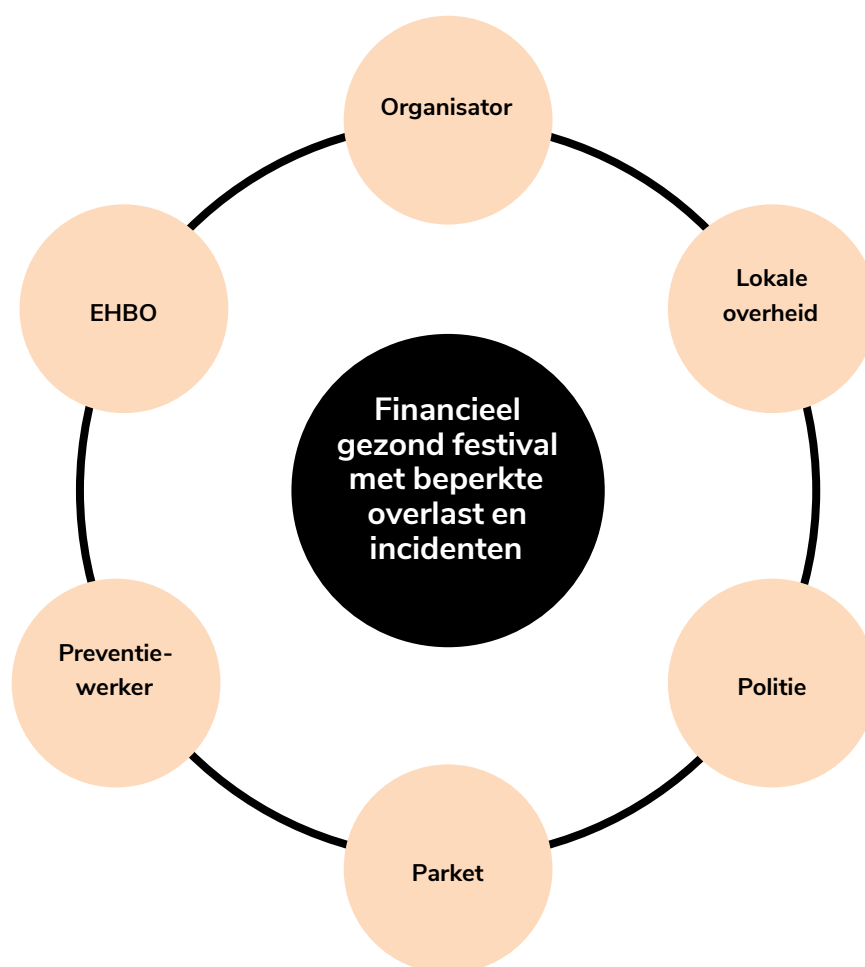 Organisator
Lokale
overheid
EHBO
Financieel
gezond festival
met beperkte
overlast en
incidenten
Preventie-
werker
Politie
Parket